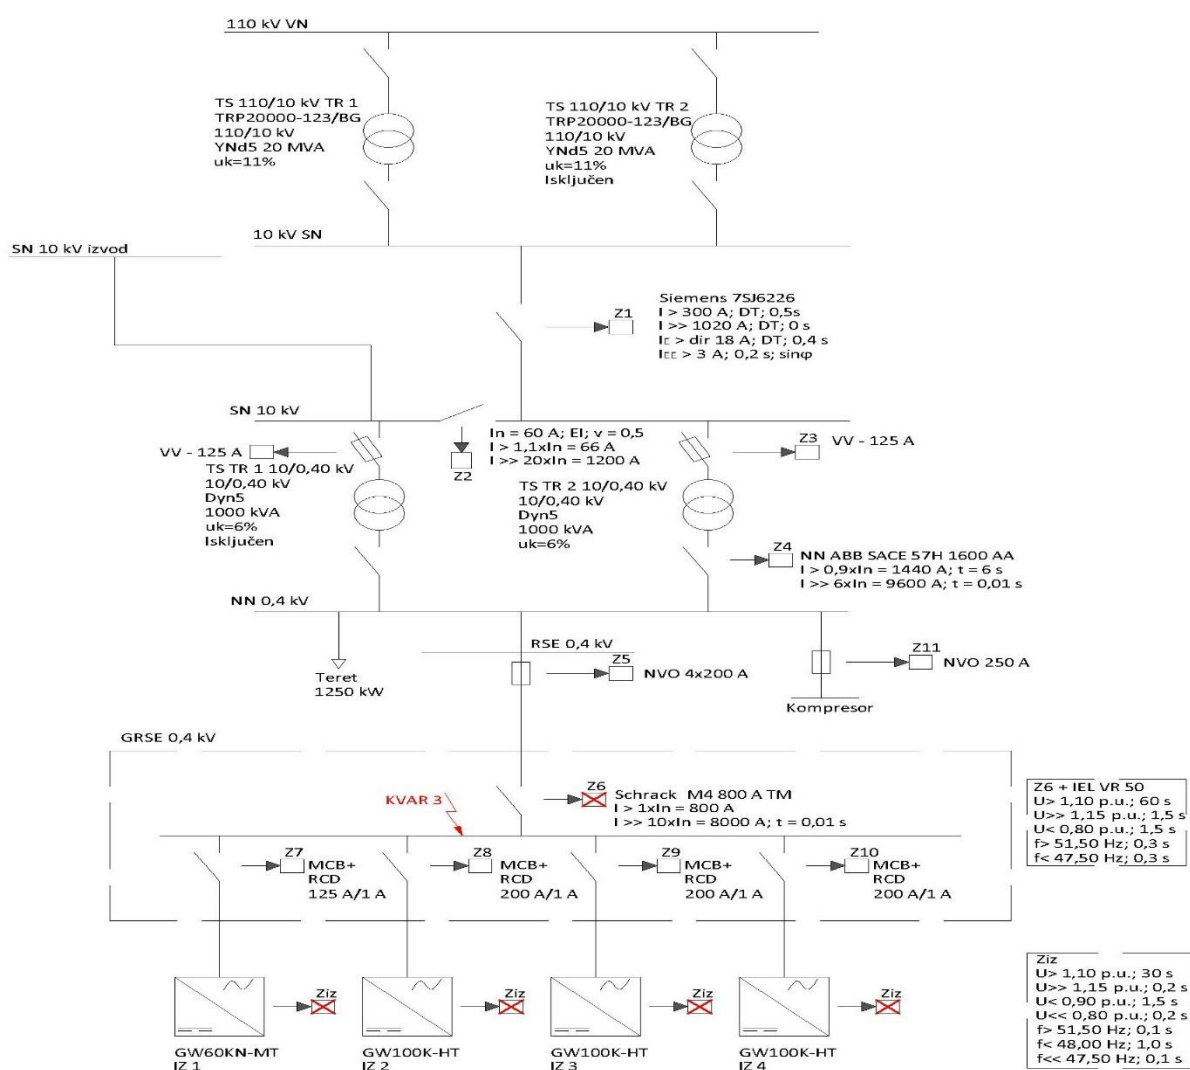 110 kV VN
TS 110/10 kV TR 1
TRP20000-123/BG
110/10 kV
YNd5 20 MVA
uk=11%
TS 110/10 kV TR 2
TRP20000-123/BG
110/10 kV
YNd5 20 MVA
uk=11%
Isključen
10 kV SN
SN 10 kV izvod
Z1
Siemens 7SJ6226
I > 300 A; DT; 0,5s
I >> 1020 A; DT; 0 s
IE > dir 18 A; DT; 0,4 s
IEE > 3 A; 0,2 s; sinφ
SN 10 kV
VV - 125 A
TS TR 1 10/0,40 kV
10/0,40 kV
Dyn5
1000 kVA
uk=6%
Isključen
Z2
In = 60 A; EI; v = 0,5
I > 1,1xIn = 66 A
I >> 20xIn = 1200 A
TS TR 2 10/0,40 kV
10/0,40 kV
Dyn5
1000 kVA
uk=6%
Z3
VV - 125 A
Z4
NN ABB SACE 57H 1600 AA
I > 0,9xIn = 1440 A; t = 6 s
I >> 6xIn = 9600 A; t = 0,01 s
NN 0,4 kV
Teret
1250 kW
RSE 0,4 kV
Z5
NVO 4x200 A
Z11
NVO 250 A
Kompresor
GRSE 0,4 kV
KVAR 3
Z6
Schrack M4 800 A TM
I > 1xIn = 800 A
I >> 10xIn = 8000 A; t = 0,01 s
Z6 + IEL VR 50
U> 1,10 p.u.; 60 s
U>> 1,15 p.u.; 1,5 s
U< 0,80 p.u.; 1,5 s
f> 51,50 Hz; 0,3 s
f< 47,50 Hz; 0,3 s
Z7
MCB+
RCD
125 A/1 A
Z8
MCB+
RCD
200 A/1 A
Z9
MCB+
RCD
200 A/1 A
Z10
MCB+
RCD
200 A/1 A
Ziz
GW60KN-MT
IZ 1
Ziz
GW100K-HT
IZ 2
Ziz
GW100K-HT
IZ 3
Ziz
GW100K-HT
IZ 4
Ziz
U> 1,10 p.u.; 30 s
U>> 1,15 p.u.; 0,2 s
U< 0,90 p.u.; 1,5 s
U<< 0,80 p.u.; 0,2 s
f> 51,50 Hz; 0,1 s
f< 48,00 Hz; 1,0 s
f<< 47,50 Hz; 0,1 s